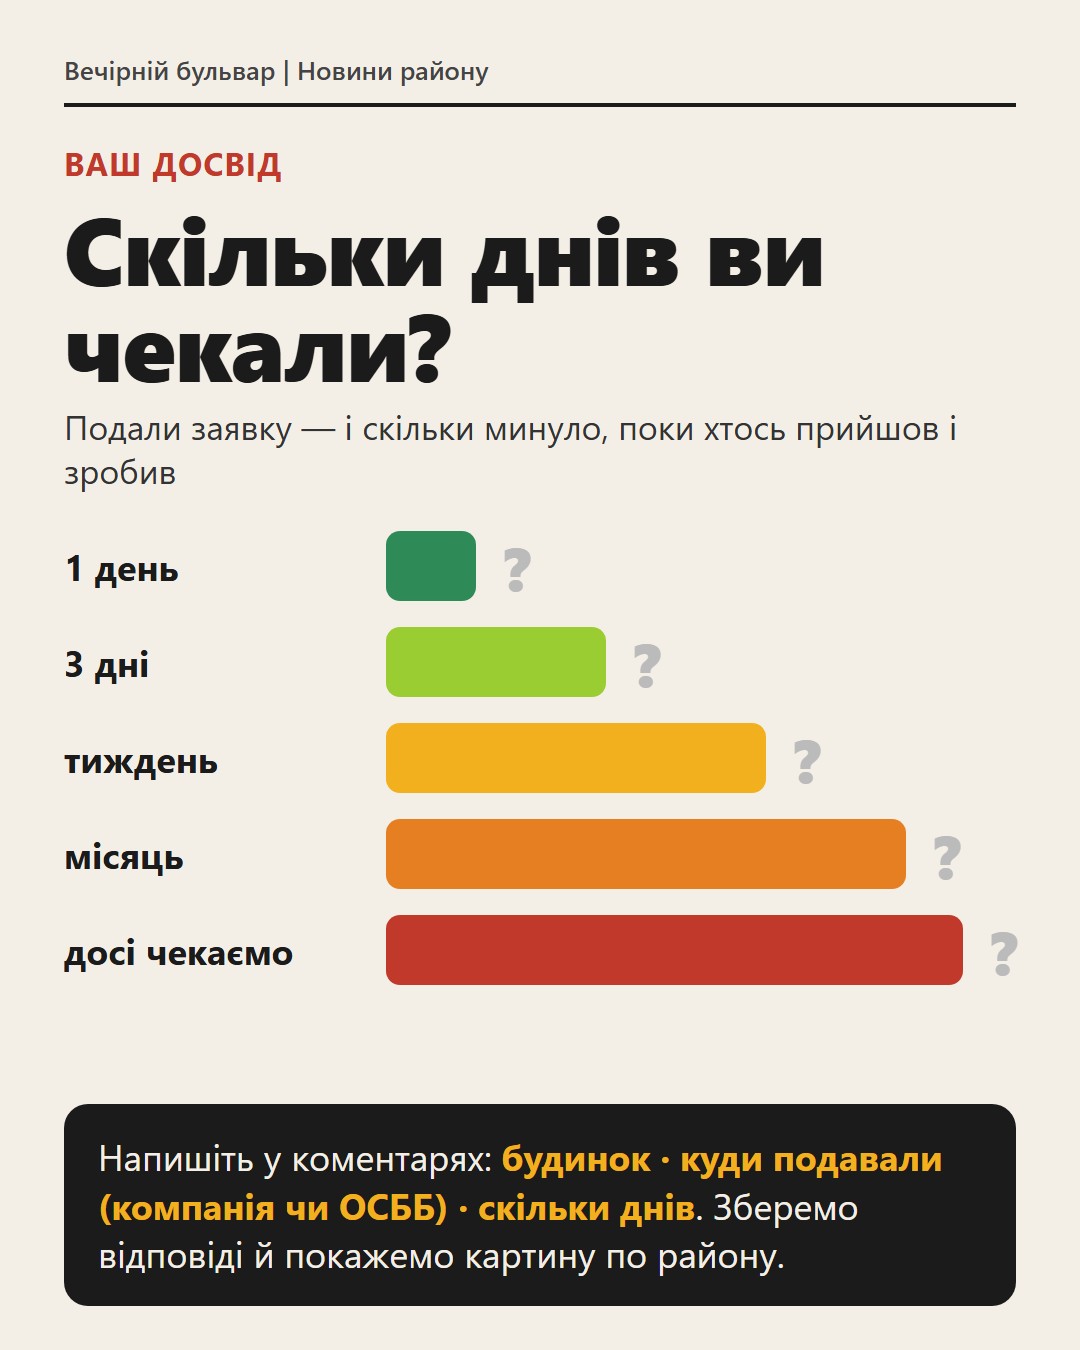 Вечірній бульвар | Новини району
ВАШ ДОСВІД
Скільки днів ви
чекали?
Подали заявку — і скільки минуло, поки хтось прийшов і
зробив
1 день ?
3 дні ?
тиждень ?
місяць ?
досі чекаємо ?
Напишіть у коментарях: будинок · куди подавали
(компанія чи ОСББ) · скільки днів. Зберемо
відповіді й покажемо картину по району.